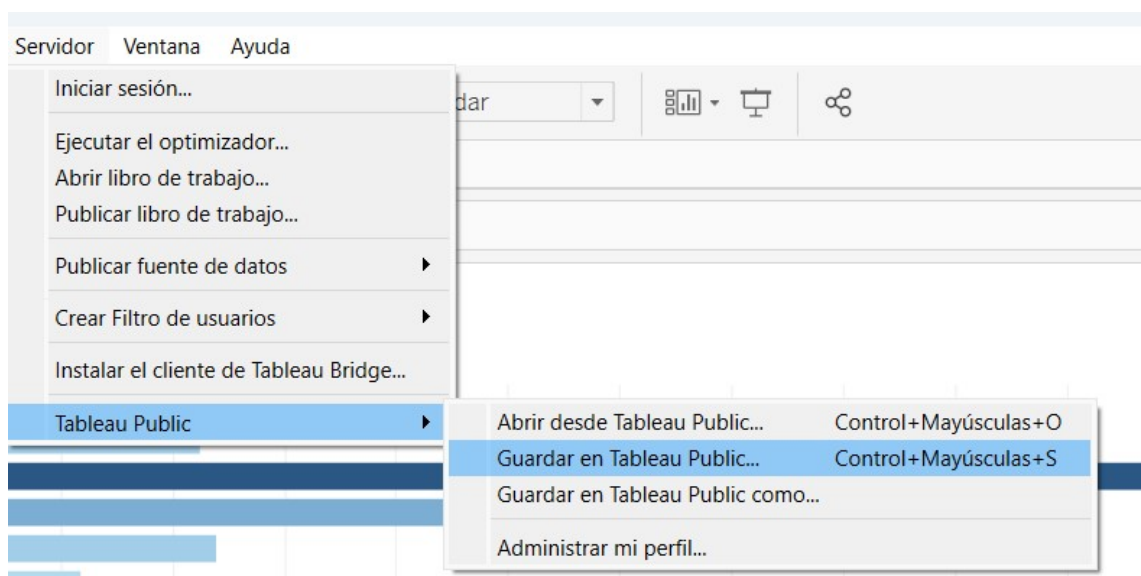 Servidor Ventana Ayuda
Iniciar sesión...
dar
Ejecutar el optimizador...
Abrir libro de trabajo...
Publicar libro de trabajo...
Publicar fuente de datos
Crear Filtro de usuarios
Instalar el cliente de Tableau Bridge...
Tableau Public
Abrir desde Tableau Public... Control+Mayúsculas+O
Guardar en Tableau Public... Control+Mayúsculas+S
Guardar en Tableau Public como...
Administrar mi perfil...